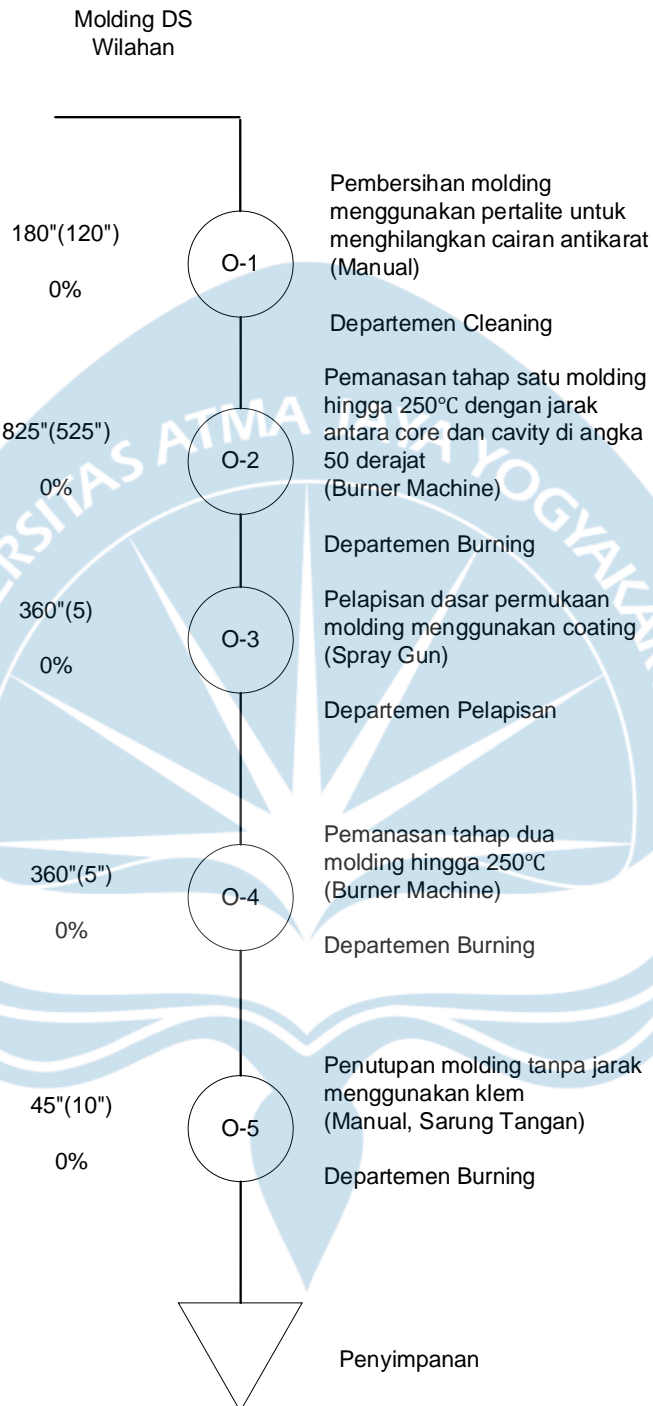 Molding DS
Wilahan
180"(120")
0%
O-1
Pembersihan molding
menggunakan pertalite untuk
menghilangkan cairan antikarat
(Manual)
Departemen Cleaning
825"(525")
0%
O-2
Pemanasan tahap satu molding
hingga 250℃ dengan jarak
antara core dan cavity di angka
50 derajat
(Burner Machine)
Departemen Burning
360"(5)
0%
O-3
Pelapisan dasar permukaan
molding menggunakan coating
(Spray Gun)
Departemen Pelapisan
360"(5")
0%
O-4
Pemanasan tahap dua
molding hingga 250℃
(Burner Machine)
Departemen Burning
45"(10")
0%
O-5
Penutupan molding tanpa jarak
menggunakan klem
(Manual, Sarung Tangan)
Departemen Burning
Penyimpanan
ERSITAS ATMA JAYA YOGYAKAR